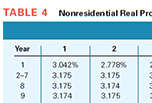 TABLE 4 Nonresidential Real Pro
Year 1 2
1 3.042% 2.778%
2–7 3.175 3.175
8 3.175 3.174
9 3.174 3.175